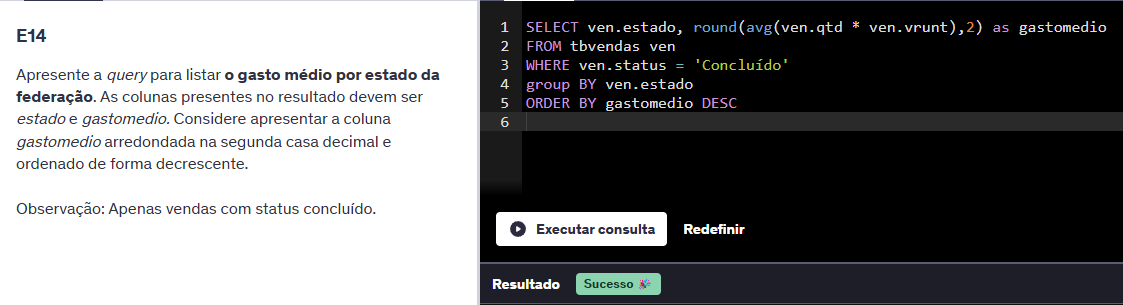 E14
Apresente a query para listar o gasto médio por estado da
federação. As colunas presentes no resultado devem ser
estado e gastomedio. Considere apresentar a coluna
gastomedio arredondada na segunda casa decimal e
ordenado de forma decrescente.
Observação: Apenas vendas com status concluído.
1 SELECT ven.estado, round(avg(ven.qtd * ven.vrunt),2) as gastomedio
2 FROM tbvendas ven
3 WHERE ven.status = 'Concluído'
4 group BY ven.estado
5 ORDER BY gastomedio DESC
6
Executar consulta Redefinir
Resultado Sucesso 🎉